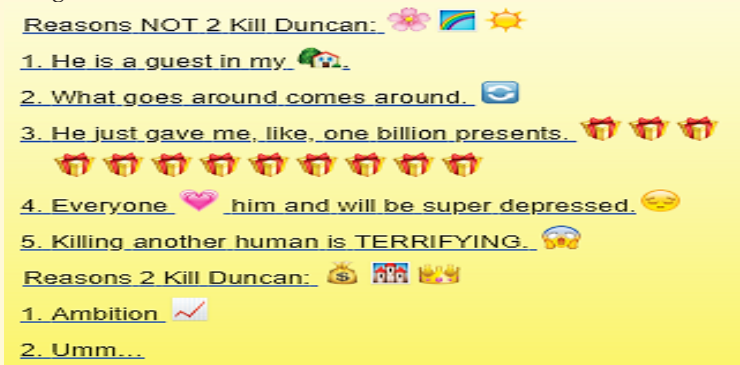 Reasons NOT 2 Kill Duncan: 🌸 🌈 ☀️
1. He is a guest in my 🏡.
2. What goes around comes around. 🔄
3. He just gave me, like, one billion presents. 🎁 🎁 🎁
🎁 🎁 🎁 🎁 🎁 🎁 🎁 🎁 🎁
4. Everyone 💗 him and will be super depressed. 😔
5. Killing another human is TERRIFYING. 😱
Reasons 2 Kill Duncan: 💰 🏰 👑
1. Ambition 📈
2. Umm...